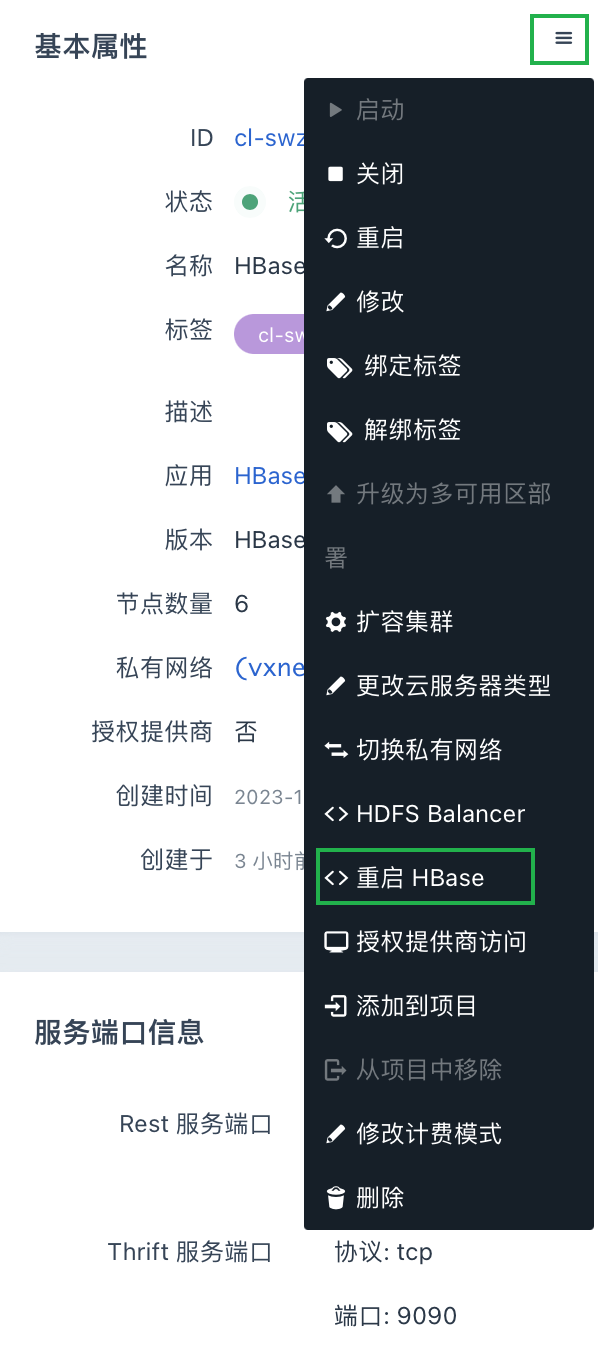 基本属性
启动
ID cl-swz
关闭
状态 活
重启
名称 HBase
修改
标签 cl-sw
绑定标签
描述
解绑标签
应用 HBase
升级为多可用区部
版本 HBase
署
节点数量 6
扩容集群
私有网络 (vxne
更改云服务器类型
授权提供商 否
切换私有网络
创建时间 2023-1
HDFS Balancer
创建于 3 小时前
重启 HBase
授权提供商访问
添加到项目
服务端口信息
从项目中移除
Rest 服务端口
修改计费模式
删除
Thrift 服务端口 协议: tcp
端口: 9090